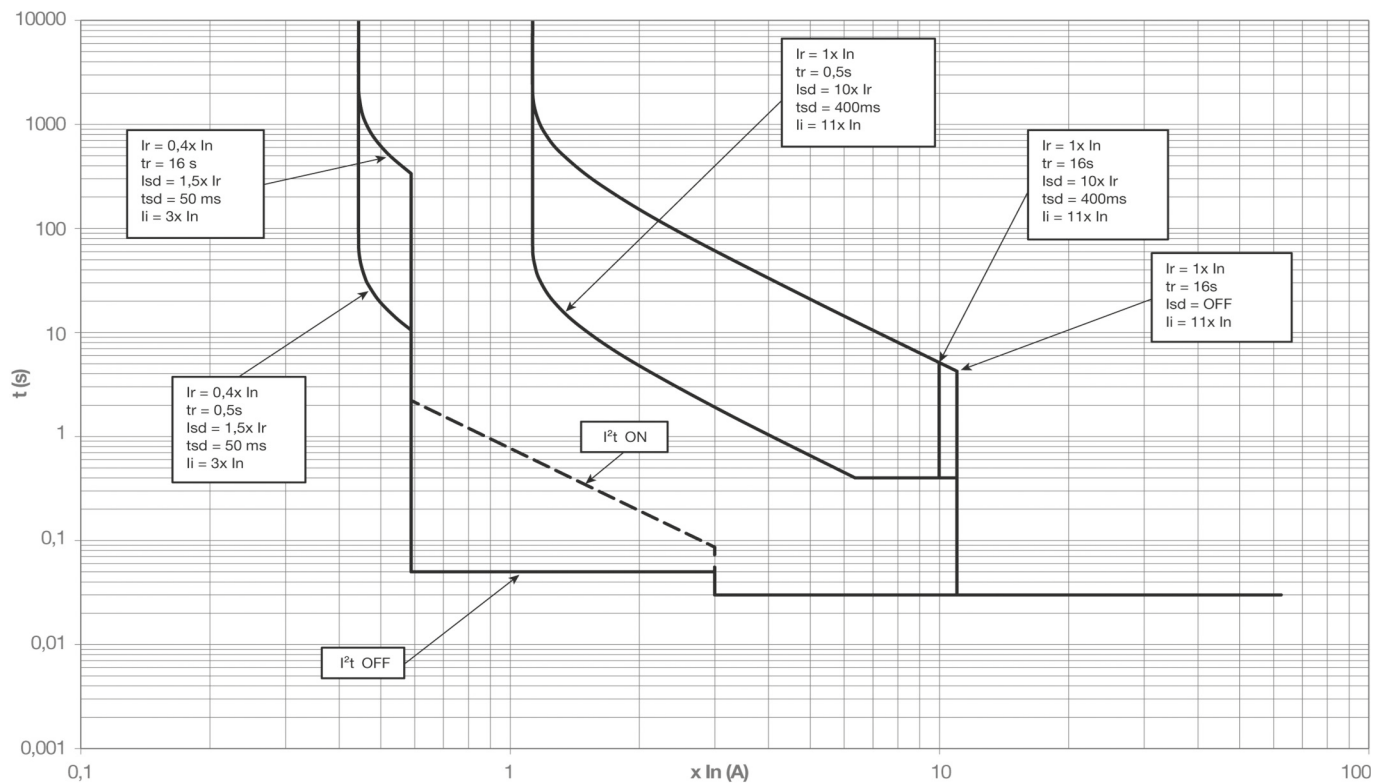 10000
1000
100
10
1
0,1
0,01
0,001
t (s)
Ir = 0,4x In
tr = 16 s
Isd = 1,5x Ir
tsd = 50 ms
Ii = 3x In
Ir = 0,4x In
tr = 0,5s
Isd = 1,5x Ir
tsd = 50 ms
Ii = 3x In
Ir = 1x In
tr = 0,5s
Isd = 10x Ir
tsd = 400ms
Ii = 11x In
Ir = 1x In
tr = 16s
Isd = 10x Ir
tsd = 400ms
Ii = 11x In
Ir = 1x In
tr = 16s
Isd = OFF
Ii = 11x In
I²t ON
I²t OFF
0,1
1
x In (A)
10
100